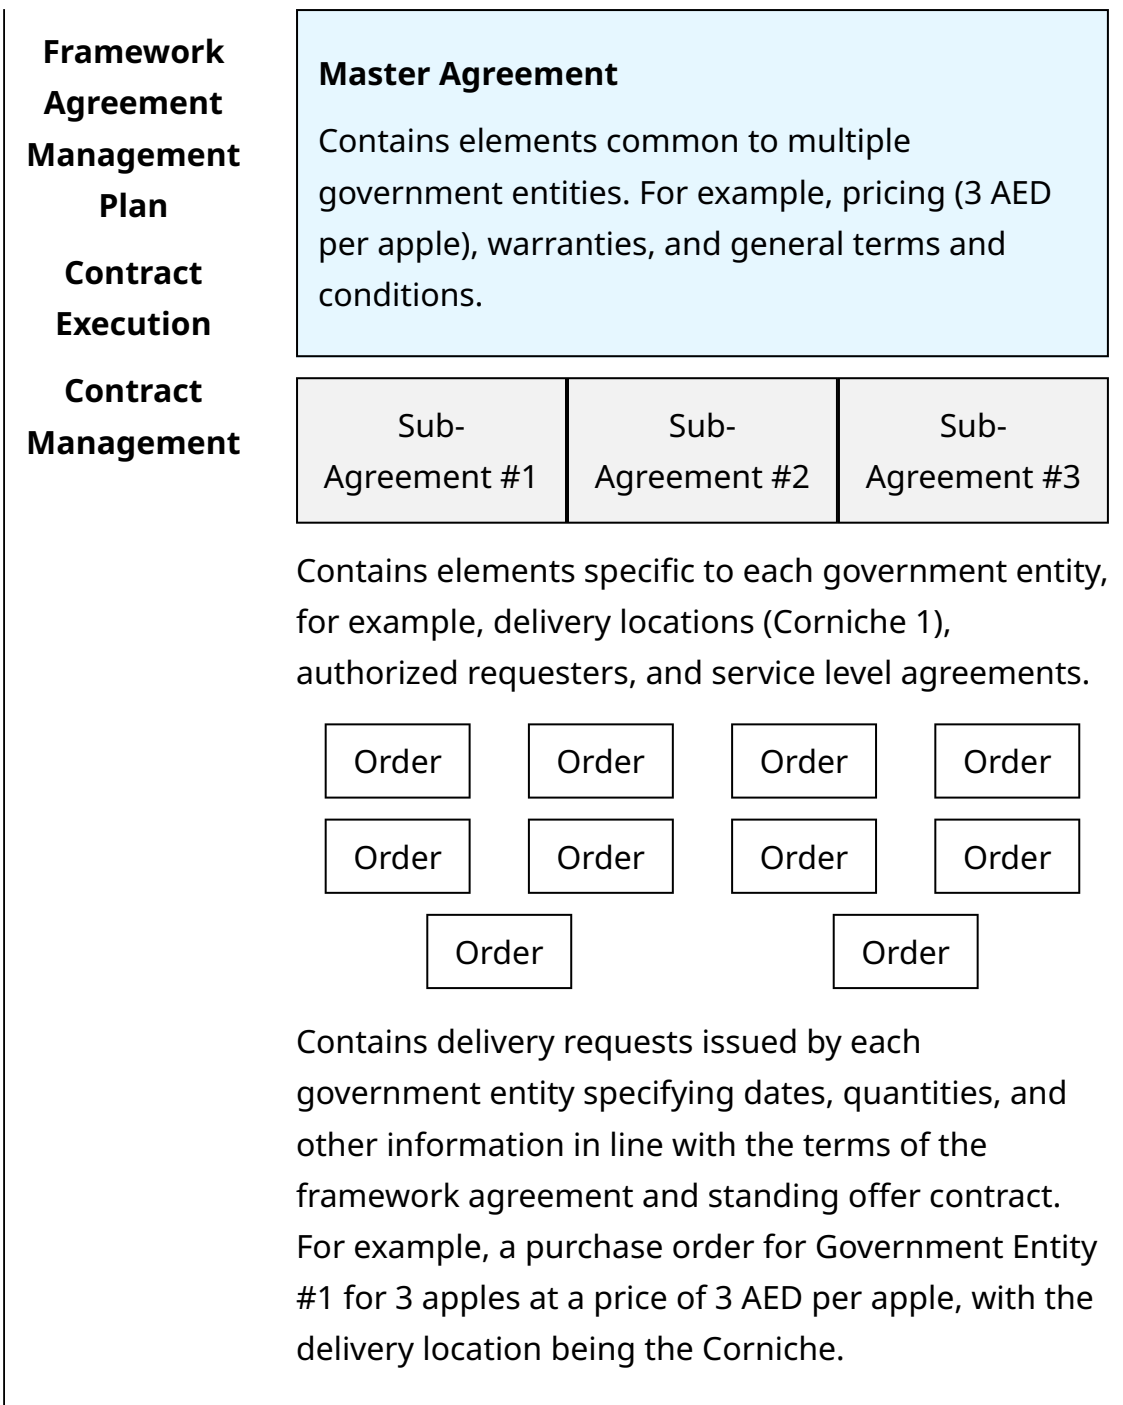 Framework
Agreement
Management
Plan
Contract
Execution
Contract
Management
Master Agreement
Contains elements common to multiple
government entities. For example, pricing (3 AED
per apple), warranties, and general terms and
conditions.
Sub-
Agreement #1
Sub-
Agreement #2
Sub-
Agreement #3
Contains elements specific to each government entity,
for example, delivery locations (Corniche 1),
authorized requesters, and service level agreements.
Order
Order
Order
Order
Order
Order
Order
Order
Order
Order
Contains delivery requests issued by each
government entity specifying dates, quantities, and
other information in line with the terms of the
framework agreement and standing offer contract.
For example, a purchase order for Government Entity
#1 for 3 apples at a price of 3 AED per apple, with the
delivery location being the Corniche.